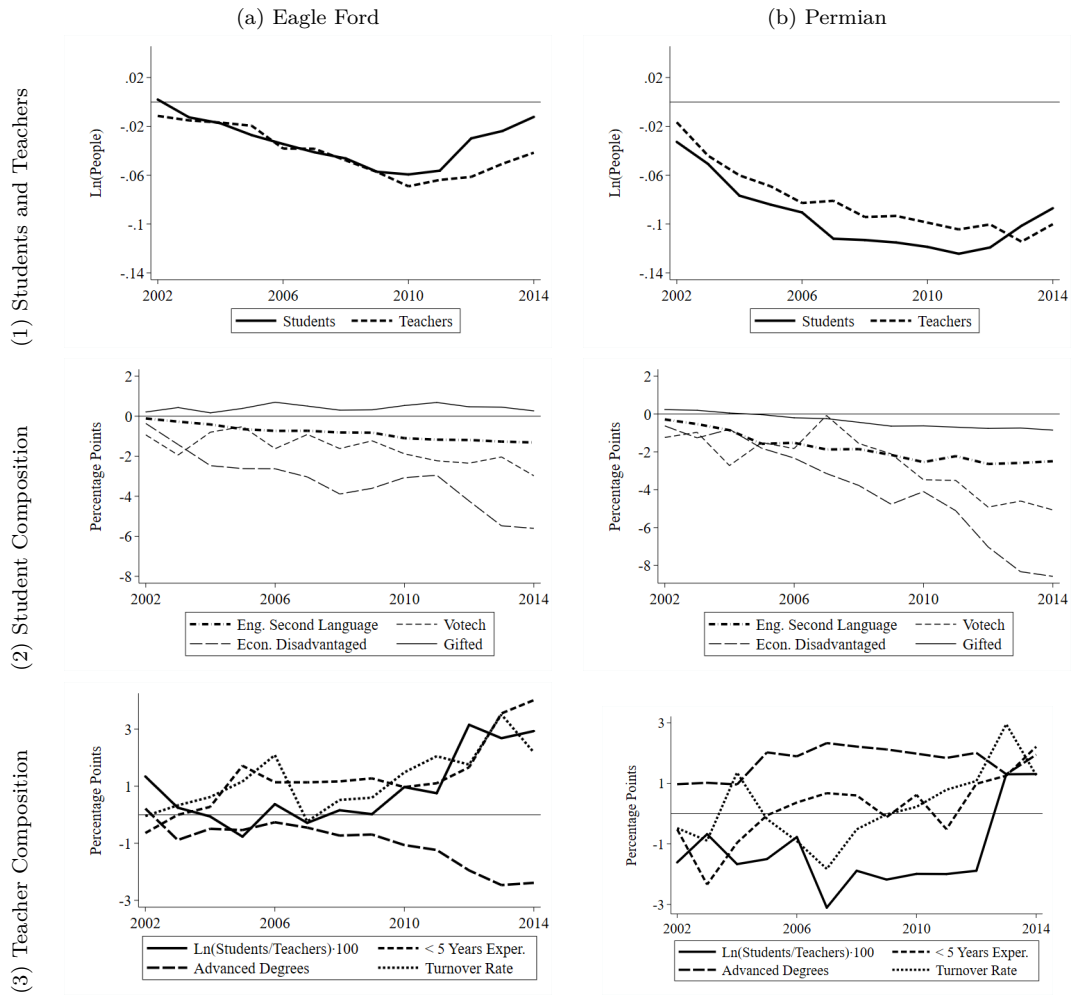 (a) Eagle Ford
(b) Permian
(1) Students and Teachers
Ln(People)
.02
-.02
-.06
-.1
-.14
2002 2006 2010 2014
Students Teachers
Ln(People)
.02
-.02
-.06
-.1
-.14
2002 2006 2010 2014
Students Teachers
(2) Student Composition
Percentage Points
2
0
-2
-4
-6
-8
2002 2006 2010 2014
Eng. Second Language Votech
Econ. Disadvantaged Gifted
Percentage Points
2
0
-2
-4
-6
-8
2002 2006 2010 2014
Eng. Second Language Votech
Econ. Disadvantaged Gifted
(3) Teacher Composition
Percentage Points
3
1
-1
-3
2002 2006 2010 2014
Ln(Students/Teachers)·100 < 5 Years Exper.
Advanced Degrees Turnover Rate
Percentage Points
3
1
-1
-3
2002 2006 2010 2014
Ln(Students/Teachers)·100 < 5 Years Exper.
Advanced Degrees Turnover Rate